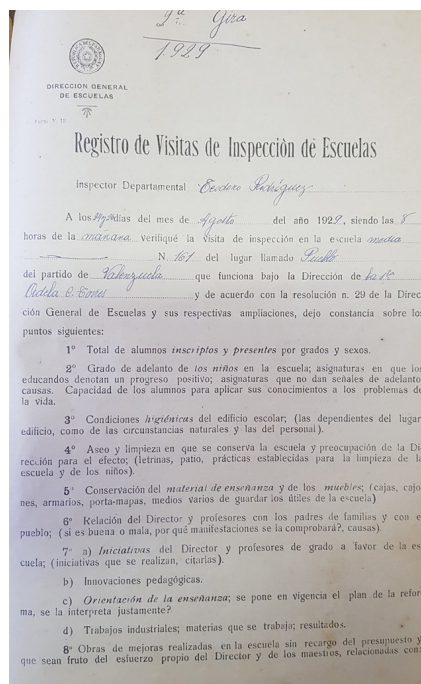 2ª Gira
1929
DIRECCION GENERAL
DE ESCUELAS
Registro de Visitas de Inspección de Escuelas
Inspector Departamental Teodoro Rodríguez
A los días del mes de Agosto del año 1929, siendo las 8
horas de la mañana verifiqué la visita de inspección en la escuela media
N. 161 del lugar llamado Pueblo
del partido de Valenzuela que funciona bajo la Dirección de la
Adela C. Torres y de acuerdo con la resolución n. 29 de la Direc
ción General de Escuelas y sus respectivas ampliaciones, dejo constancia sobre los
puntos siguientes:
1º Total de alumnos inscriptos y presentes por grados y sexos.
2º Grado de adelanto de los niños en la escuela; asignaturas en que los
educandos denotan un progreso positivo; asignaturas que no dan señales de adelanto
causas. Capacidad de los alumnos para aplicar sus conocimientos a los problemas de
la vida.
3º Condiciones higiénicas del edificio escolar; (las dependientes del lugar
edificio, como de las circunstancias naturales y las del personal).
4º Aseo y limpieza en que se conserva la escuela y preocupación de la Di
rección para el efecto; (letrinas, patio, prácticas establecidas para la limpieza de la
escuela y de los niños).
5º Conservación del material de enseñanza y de los muebles; (cajas, cajo
nes, armarios, porta-mapas, medios varios de guardar los útiles de la escuela)
6º Relación del Director y profesores con los padres de familias y con e
pueblo; (si es buena o mala, por qué manifestaciones se la comprobará?, causas).
7º a) Iniciativas del Director y profesores de grado a favor de la es
cuela; (iniciativas que se realizan, citarlas).
b) Innovaciones pedagógicas.
c) Orientación de la enseñanza; se pone en vigencia el plan de la refor
ma, se la interpreta justamente?
d) Trabajos industriales; materias que se trabaja; resultados.
8º Obras de mejoras realizadas en la escuela sin recargo del presupuesto y
que sean fruto del esfuerzo propio del Director y de los maestros, relacionadas con